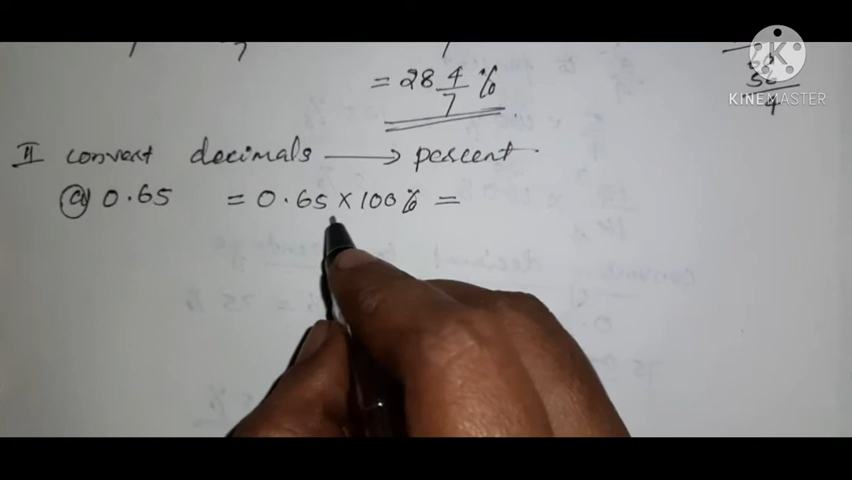 = 28 4/7 %
KINEMASTER
II convert decimals → percent
(a) 0.65 = 0.65 × 100% =